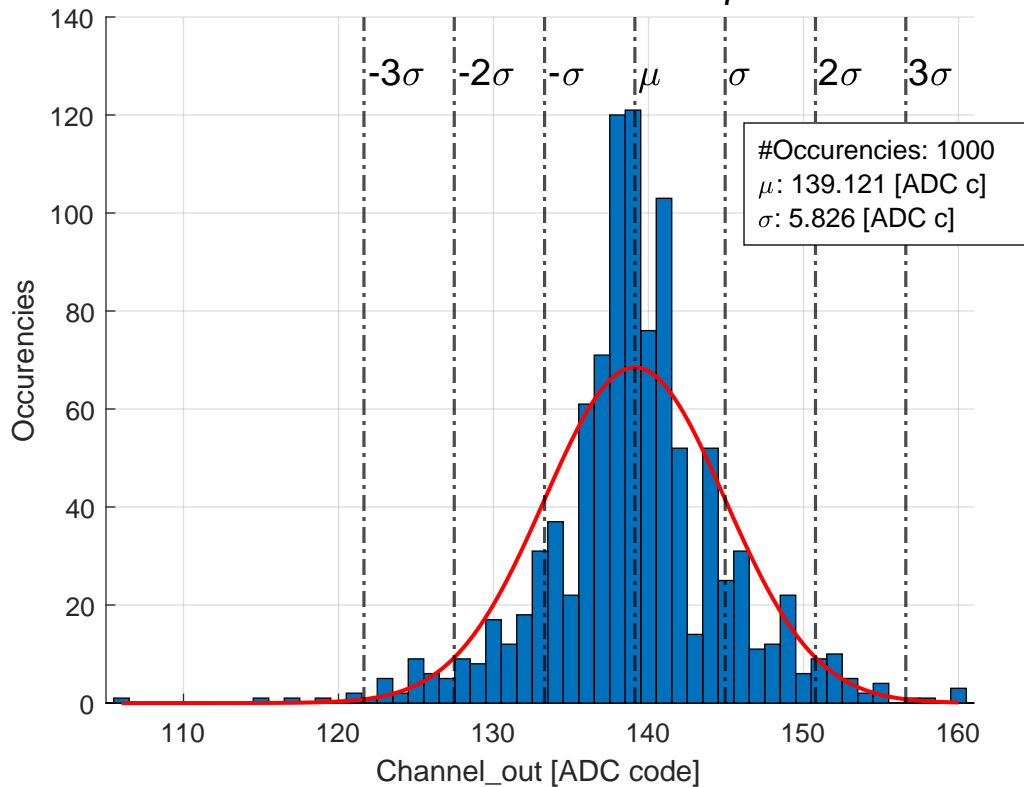 140
120
100
80
60
40
20
0
Occurencies
-3σ
-2σ
-σ
μ
σ
2σ
3σ
#Occurencies: 1000
μ: 139.121 [ADC c]
σ: 5.826 [ADC c]
110
120
130
140
150
160
Channel_out [ADC code]